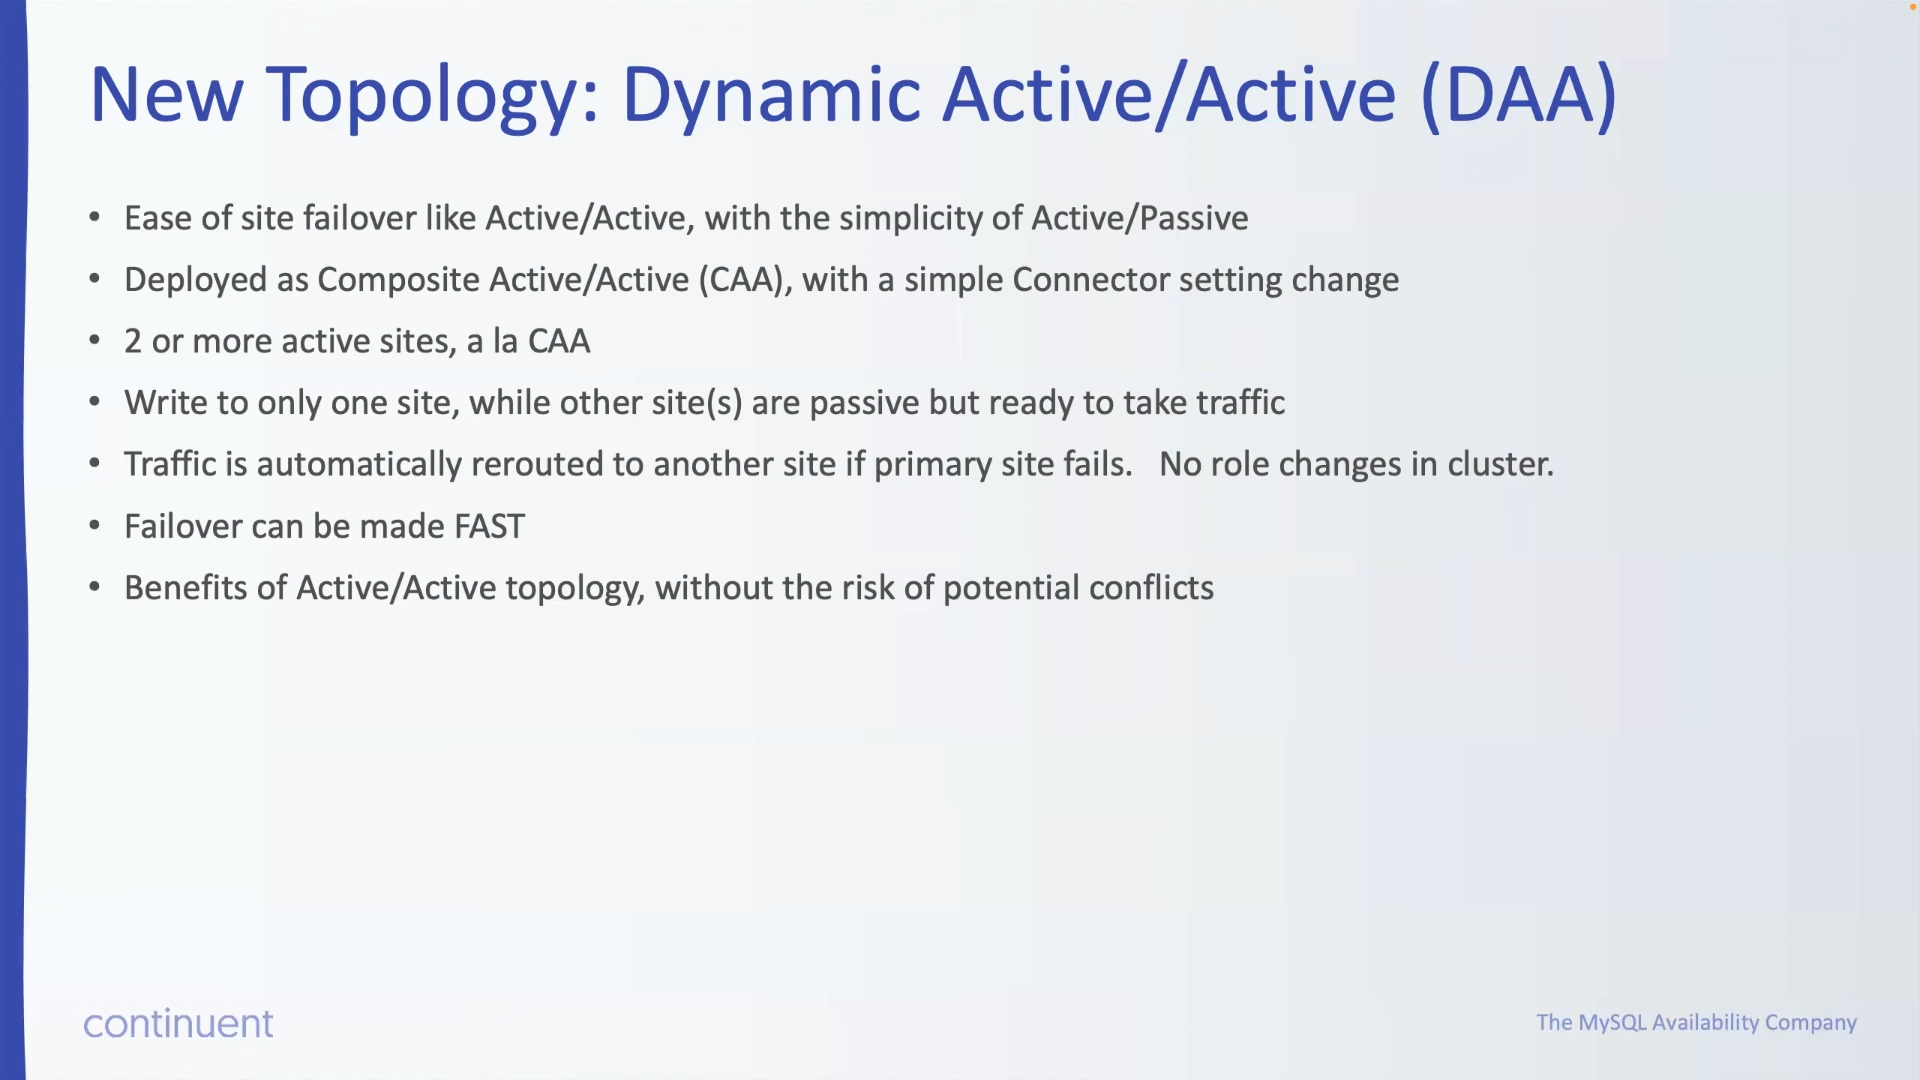 New Topology: Dynamic Active/Active (DAA)
• Ease of site failover like Active/Active, with the simplicity of Active/Passive
• Deployed as Composite Active/Active (CAA), with a simple Connector setting change
• 2 or more active sites, a la CAA
• Write to only one site, while other site(s) are passive but ready to take traffic
• Traffic is automatically rerouted to another site if primary site fails.   No role changes in cluster.
• Failover can be made FAST
• Benefits of Active/Active topology, without the risk of potential conflicts
continuent
The MySQL Availability Company